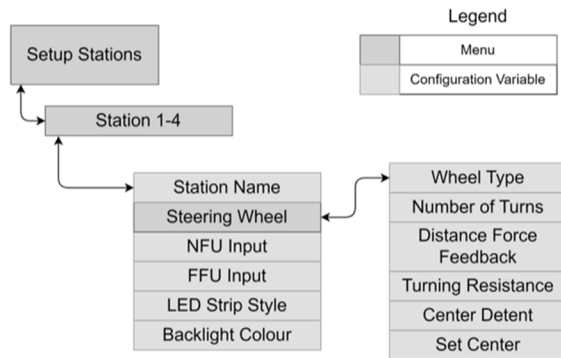 Legend
Setup Stations
Menu
Configuration Variable
Station 1-4
Station Name
Steering Wheel
NFU Input
FFU Input
LED Strip Style
Backlight Colour
Wheel Type
Number of Turns
Distance Force
Feedback
Turning Resistance
Center Detent
Set Center